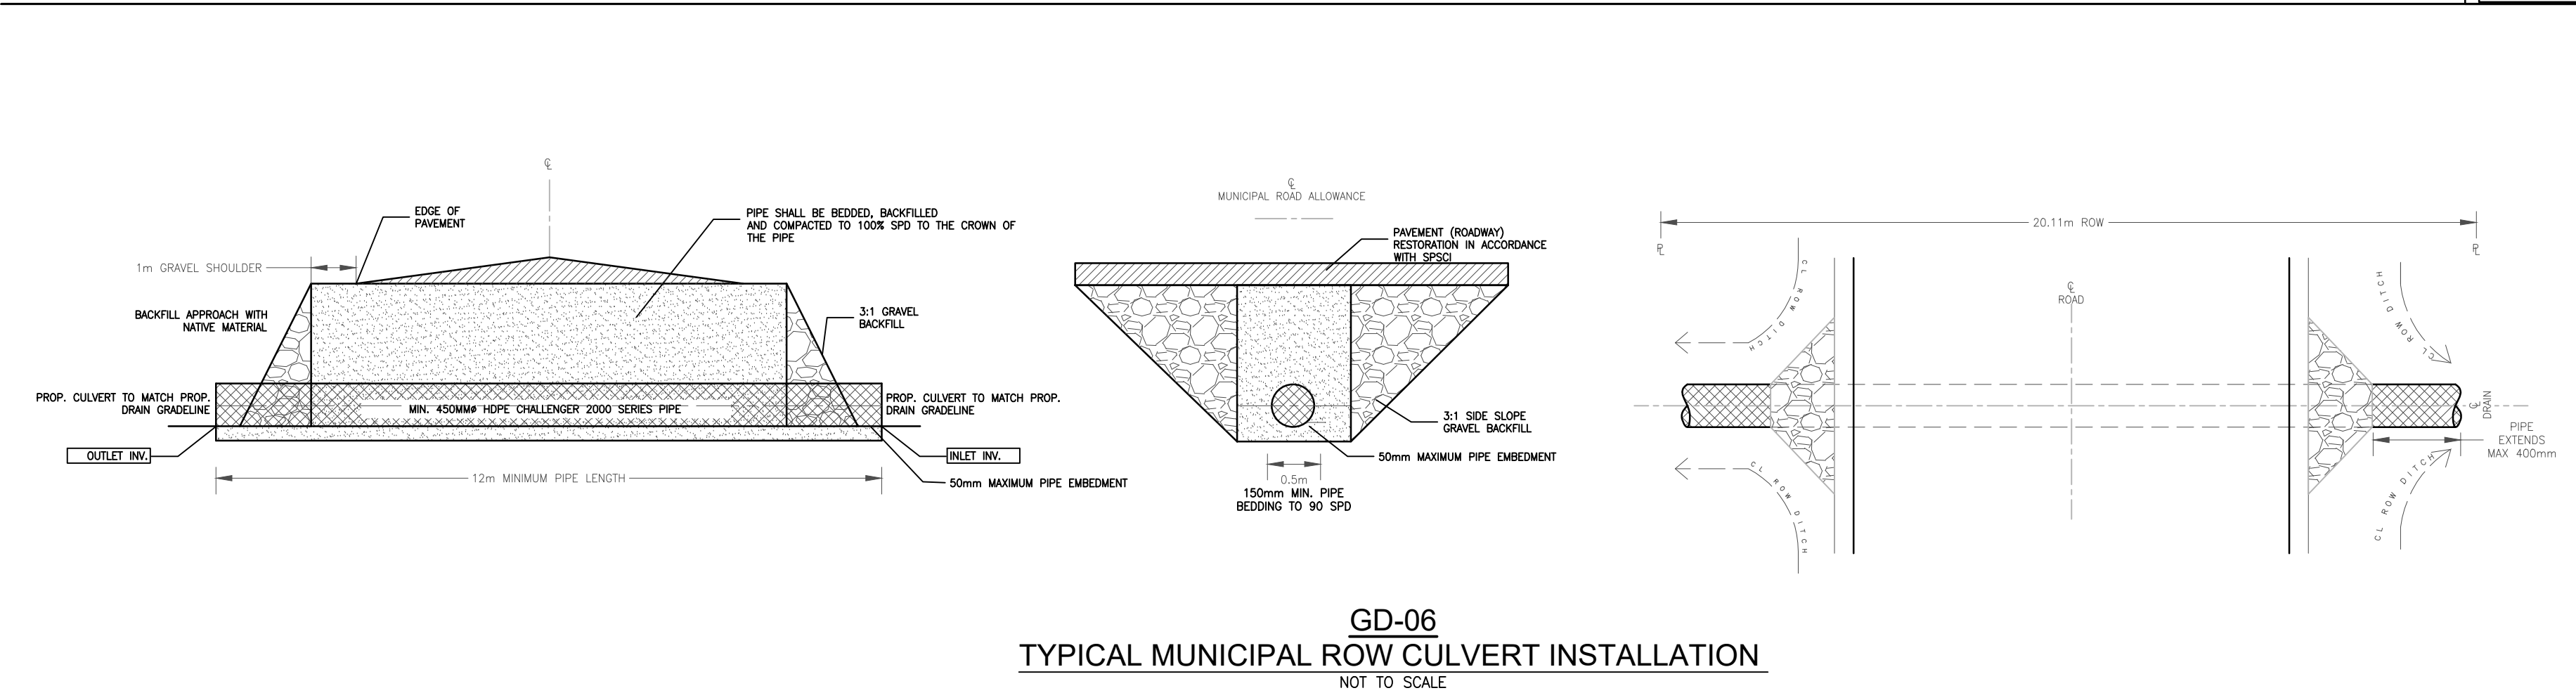 ℄
EDGE OF
PAVEMENT
PIPE SHALL BE BEDDED, BACKFILLED
AND COMPACTED TO 100% SPD TO THE CROWN OF
THE PIPE
1m GRAVEL SHOULDER
BACKFILL APPROACH WITH
NATIVE MATERIAL
3:1 GRAVEL
BACKFILL
PROP. CULVERT TO MATCH PROP.
DRAIN GRADELINE
MIN. 450MMø HDPE CHALLENGER 2000 SERIES PIPE
PROP. CULVERT TO MATCH PROP.
DRAIN GRADELINE
OUTLET INV.
INLET INV.
12m MINIMUM PIPE LENGTH
50mm MAXIMUM PIPE EMBEDMENT
℄
MUNICIPAL ROAD ALLOWANCE
PAVEMENT (ROADWAY)
RESTORATION IN ACCORDANCE
WITH SPSCI
3:1 SIDE SLOPE
GRAVEL BACKFILL
50mm MAXIMUM PIPE EMBEDMENT
0.5m
150mm MIN. PIPE
BEDDING TO 90 SPD
20.11m ROW
PL
PL
CL ROW DITCH
CL ROW DITCH
℄
ROAD
℄
DRAIN
PIPE
EXTENDS
MAX 400mm
CL ROW DITCH
CL ROW DITCH
GD-06
TYPICAL MUNICIPAL ROW CULVERT INSTALLATION
NOT TO SCALE